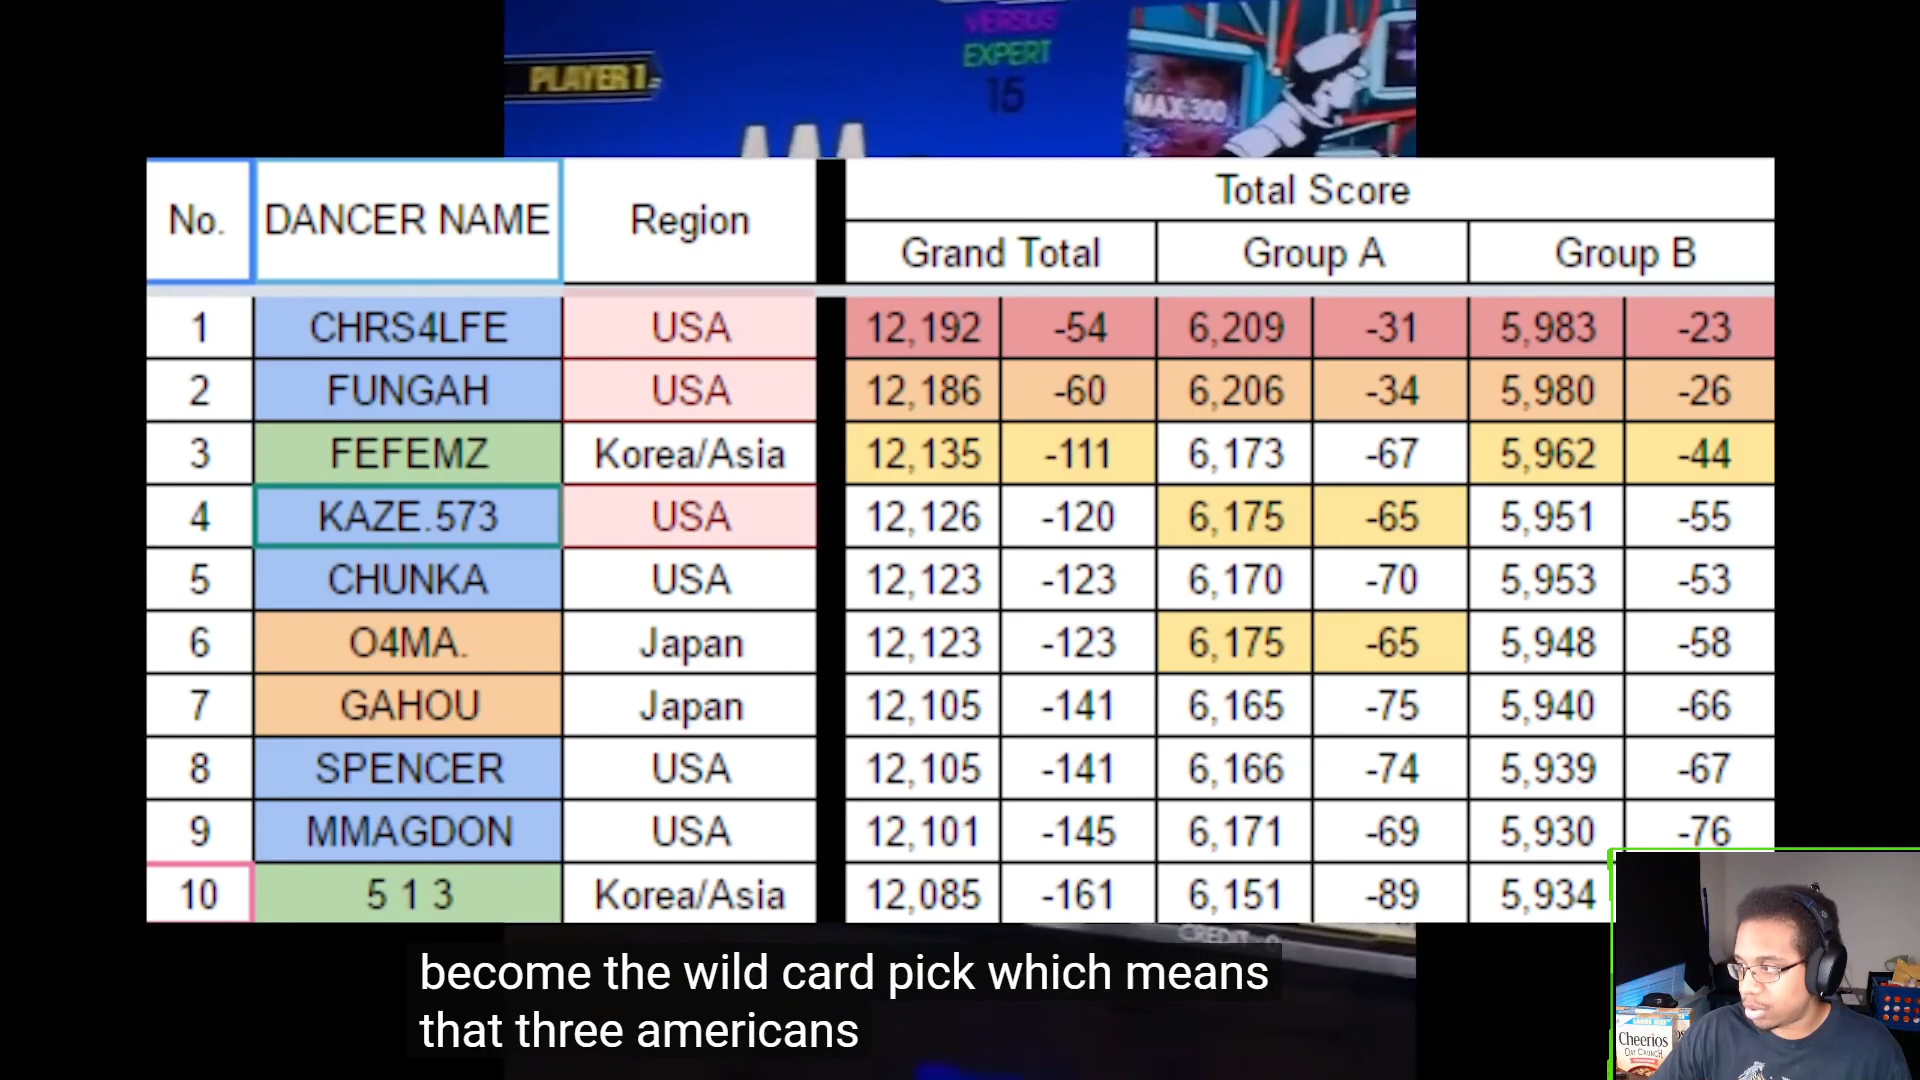 VERSUS
EXPERT
15
PLAYER 1
MAX 300
No. DANCER NAME Region Total Score
Grand Total Group A Group B
1 CHRS4LFE USA 12,192 -54 6,209 -31 5,983 -23
2 FUNGAH USA 12,186 -60 6,206 -34 5,980 -26
3 FEFEMZ Korea/Asia 12,135 -111 6,173 -67 5,962 -44
4 KAZE.573 USA 12,126 -120 6,175 -65 5,951 -55
5 CHUNKA USA 12,123 -123 6,170 -70 5,953 -53
6 O4MA. Japan 12,123 -123 6,175 -65 5,948 -58
7 GAHOU Japan 12,105 -141 6,165 -75 5,940 -66
8 SPENCER USA 12,105 -141 6,166 -74 5,939 -67
9 MMAGDON USA 12,101 -145 6,171 -69 5,930 -76
10 5 1 3 Korea/Asia 12,085 -161 6,151 -89 5,934
CREDIT: 0
become the wild card pick which means
that three americans
Cheerios
OAT CRUNCH